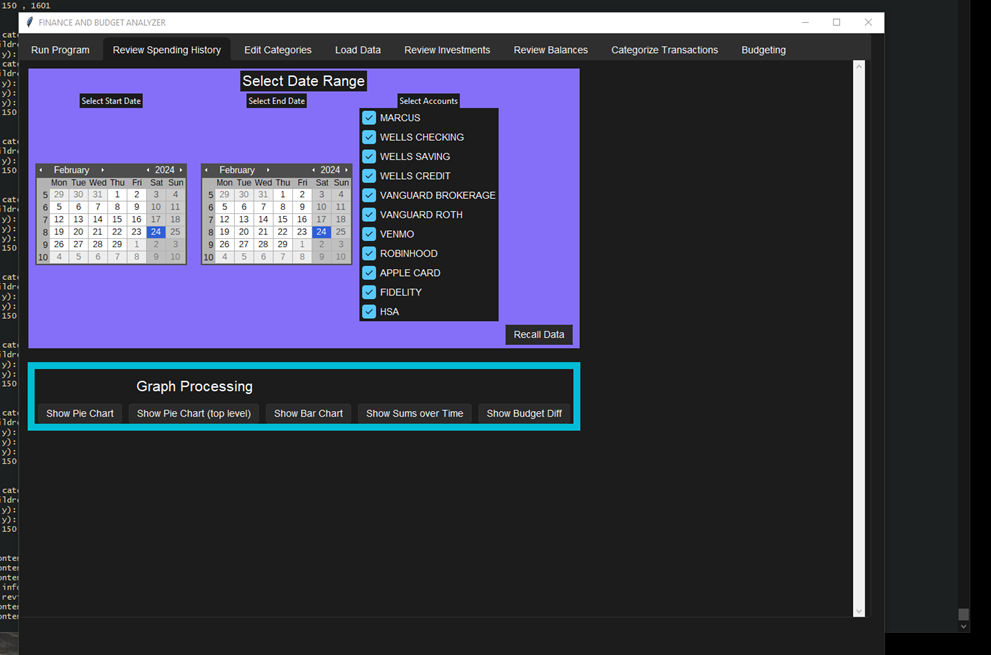 150 , 1601
FINANCE AND BUDGET ANALYZER
Run Program Review Spending History Edit Categories Load Data Review Investments Review Balances Categorize Transactions Budgeting
Select Date Range
Select Start Date Select End Date Select Accounts
MARCUS
WELLS CHECKING
WELLS SAVING
WELLS CREDIT
VANGUARD BROKERAGE
VANGUARD ROTH
VENMO
ROBINHOOD
APPLE CARD
FIDELITY
HSA
February 2024
Mon Tue Wed Thu Fri Sat Sun
5 29 30 31 1 2 3 4
6 5 6 7 8 9 10 11
7 12 13 14 15 16 17 18
8 19 20 21 22 23 24 25
9 26 27 28 29 1 2 3
10 4 5 6 7 8 9 10
February 2024
Mon Tue Wed Thu Fri Sat Sun
5 29 30 31 1 2 3 4
6 5 6 7 8 9 10 11
7 12 13 14 15 16 17 18
8 19 20 21 22 23 24 25
9 26 27 28 29 1 2 3
10 4 5 6 7 8 9 10
Recall Data
Graph Processing
Show Pie Chart Show Pie Chart (top level) Show Bar Chart Show Sums over Time Show Budget Diff